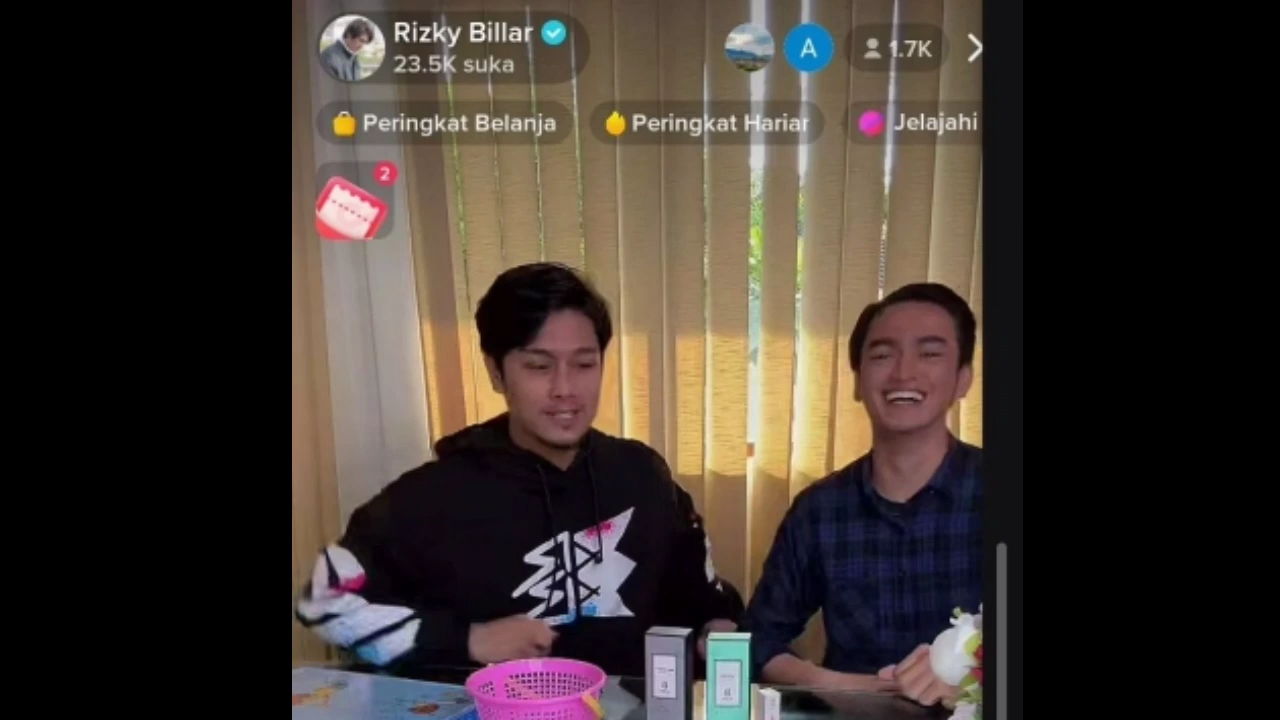 Rizky Billar
23.5K suka
A
1.7K
Peringkat Belanja
Peringkat Harian
Jelajahi
2